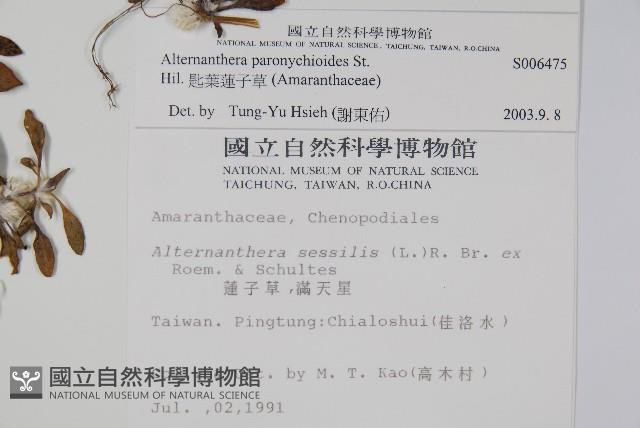 國立自然科學博物館
NATIONAL MUSEUM OF NATURAL SCIENCE, TAICHUNG, TAIWAN, R.O.CHINA
Alternanthera paronychioides St. S006475
Hil. 匙葉蓮子草 (Amaranthaceae)
Det. by Tung-Yu Hsieh (謝東佑) 2003.9. 8
國立自然科學博物館
NATIONAL MUSEUM OF NATURAL SCIENCE
TAICHUNG, TAIWAN, R.O.CHINA
Amaranthaceae, Chenopodiales
Alternanthera sessilis (L.)R. Br. ex
Roem. & Schultes
蓮子草,滿天星
Taiwan. Pingtung:Chialoshui(佳洛水)
by M. T. Kao(高木村)
Jul. ,02,1991
國立自然科學博物館
NATIONAL MUSEUM OF NATURAL SCIENCE